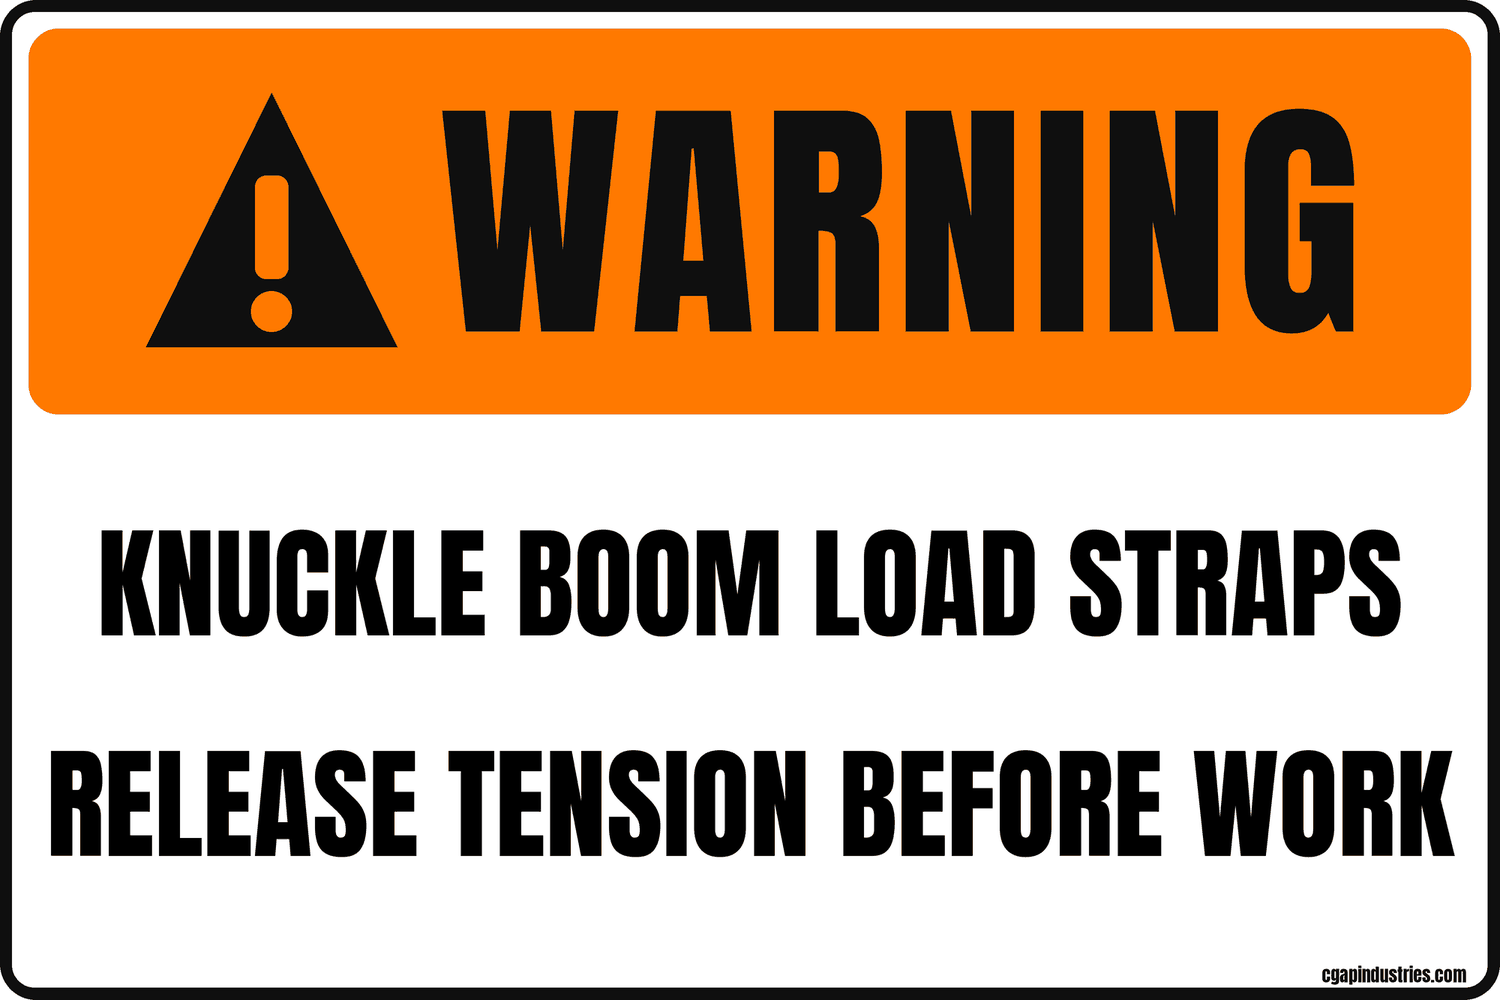 WARNING
KNUCKLE BOOM LOAD STRAPS
RELEASE TENSION BEFORE WORK
cgapindustries.com